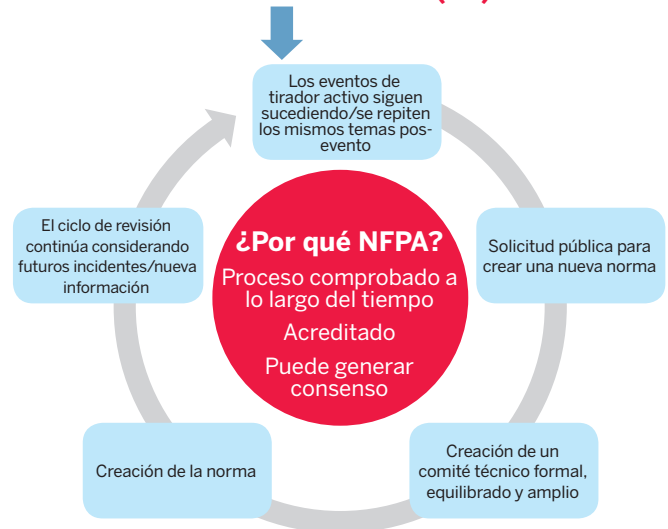 Los eventos de
tirador activo siguen
sucediendo/se repiten
los mismos temas pos-
evento
El ciclo de revisión
continúa considerando
futuros incidentes/nueva
información
¿Por qué NFPA?
Proceso comprobado a
lo largo del tiempo
Acreditado
Puede generar
consenso
Solicitud pública para
crear una nueva norma
Creación de la norma
Creación de un
comité técnico formal,
equilibrado y amplio